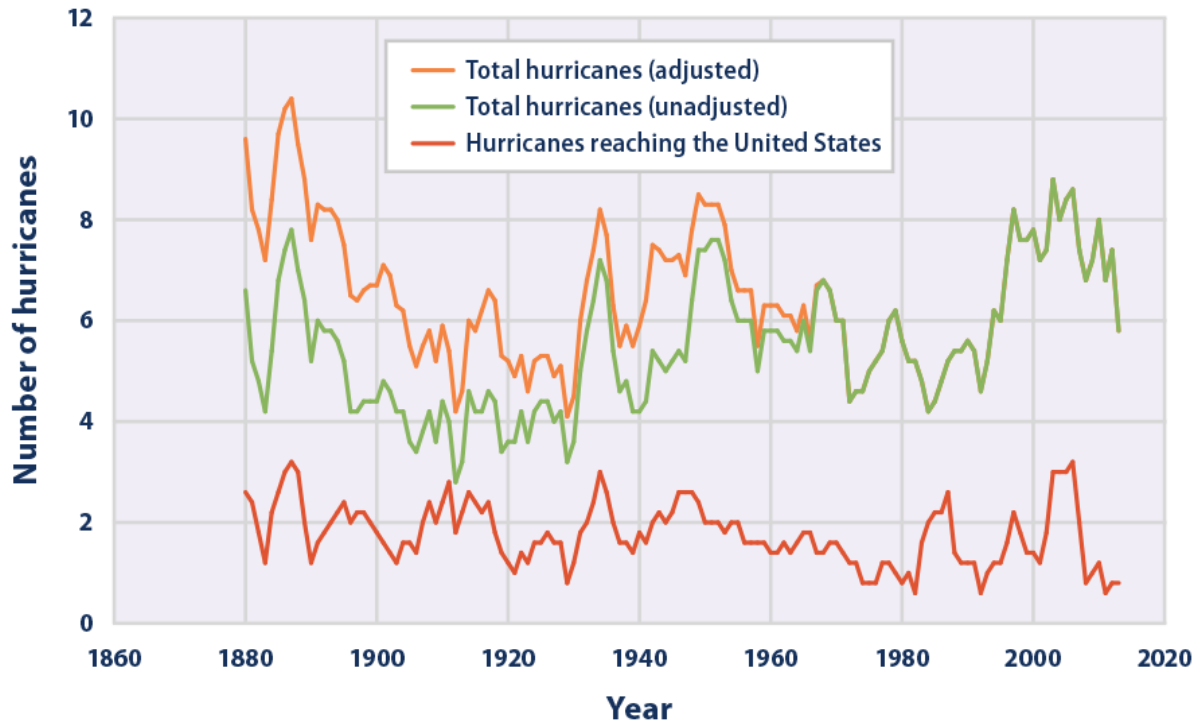 Total hurricanes (adjusted)
Total hurricanes (unadjusted)
Hurricanes reaching the United States
Number of hurricanes
12
10
8
6
4
2
0
1860 1880 1900 1920 1940 1960 1980 2000 2020
Year